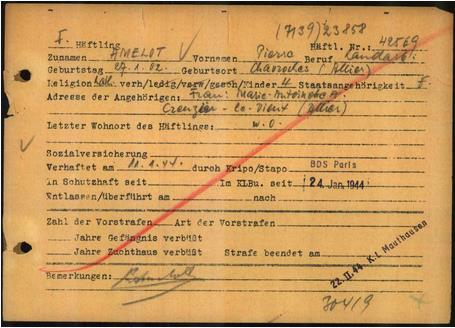 (7139) 23858
I. Häftling Häftl. Nr.: 42569
Zunamen AMELOT Vornamen Pierre Beruf Landarb.
Geburtstag 27.1.02. Geburtsort Chavroches (Allier)
Religion kath. verh/ledig/verw/gesch/Kinder 4 Staatsangehörigkeit F
Adresse der Angehörigen: Frau: Marie-Antoinette A.
Creuzier-le-Vieux (Allier)
Letzter Wohnort des Häftlings: w.o.
Sozialversicherung
Verhaftet am 11.1.44. durch Kripo/Stapo BDS Paris
In Schutzhaft seit Im KLBu. seit 24. Jan. 1944
Entlassen/überführt am nach
Zahl der Vorstrafen Art der Vorstrafen
Jahre Gefängnis verbüßt
Jahre Zuchthaus verbüßt Strafe beendet am
22.II.44 K.L. Mauthausen
Bemerkungen: